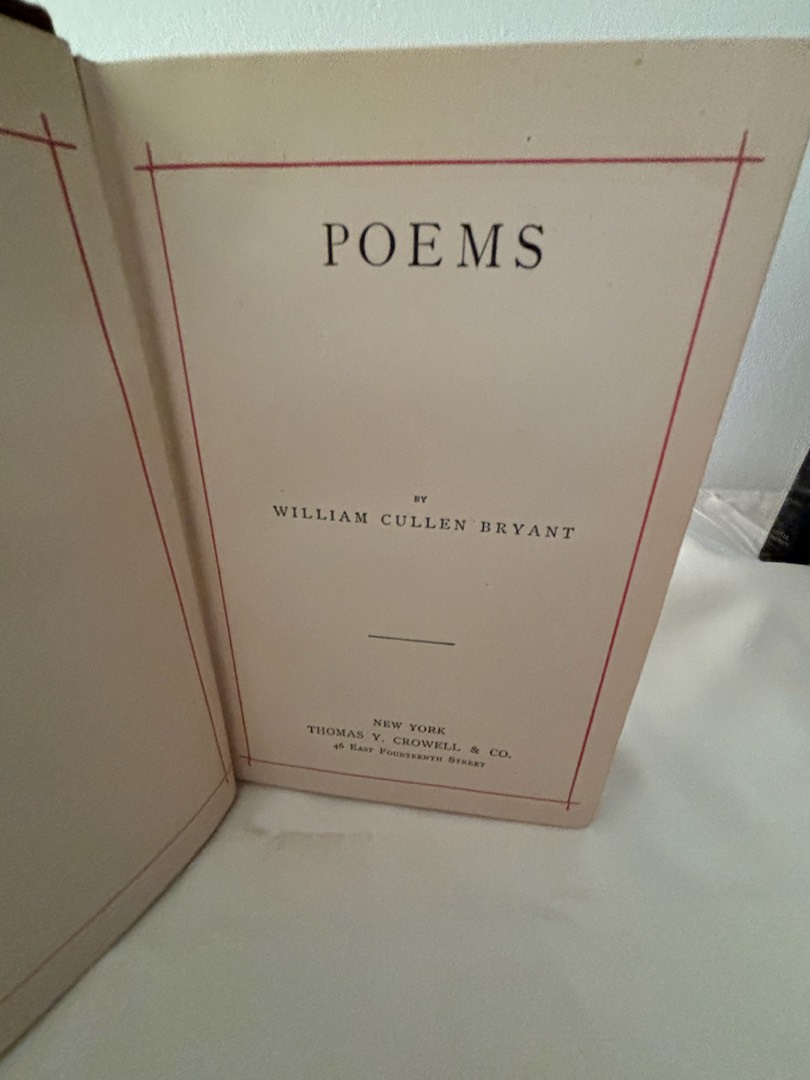 POEMS
BY
WILLIAM CULLEN BRYANT
NEW YORK
THOMAS Y. CROWELL & CO.
46 EAST FOURTEENTH STREET